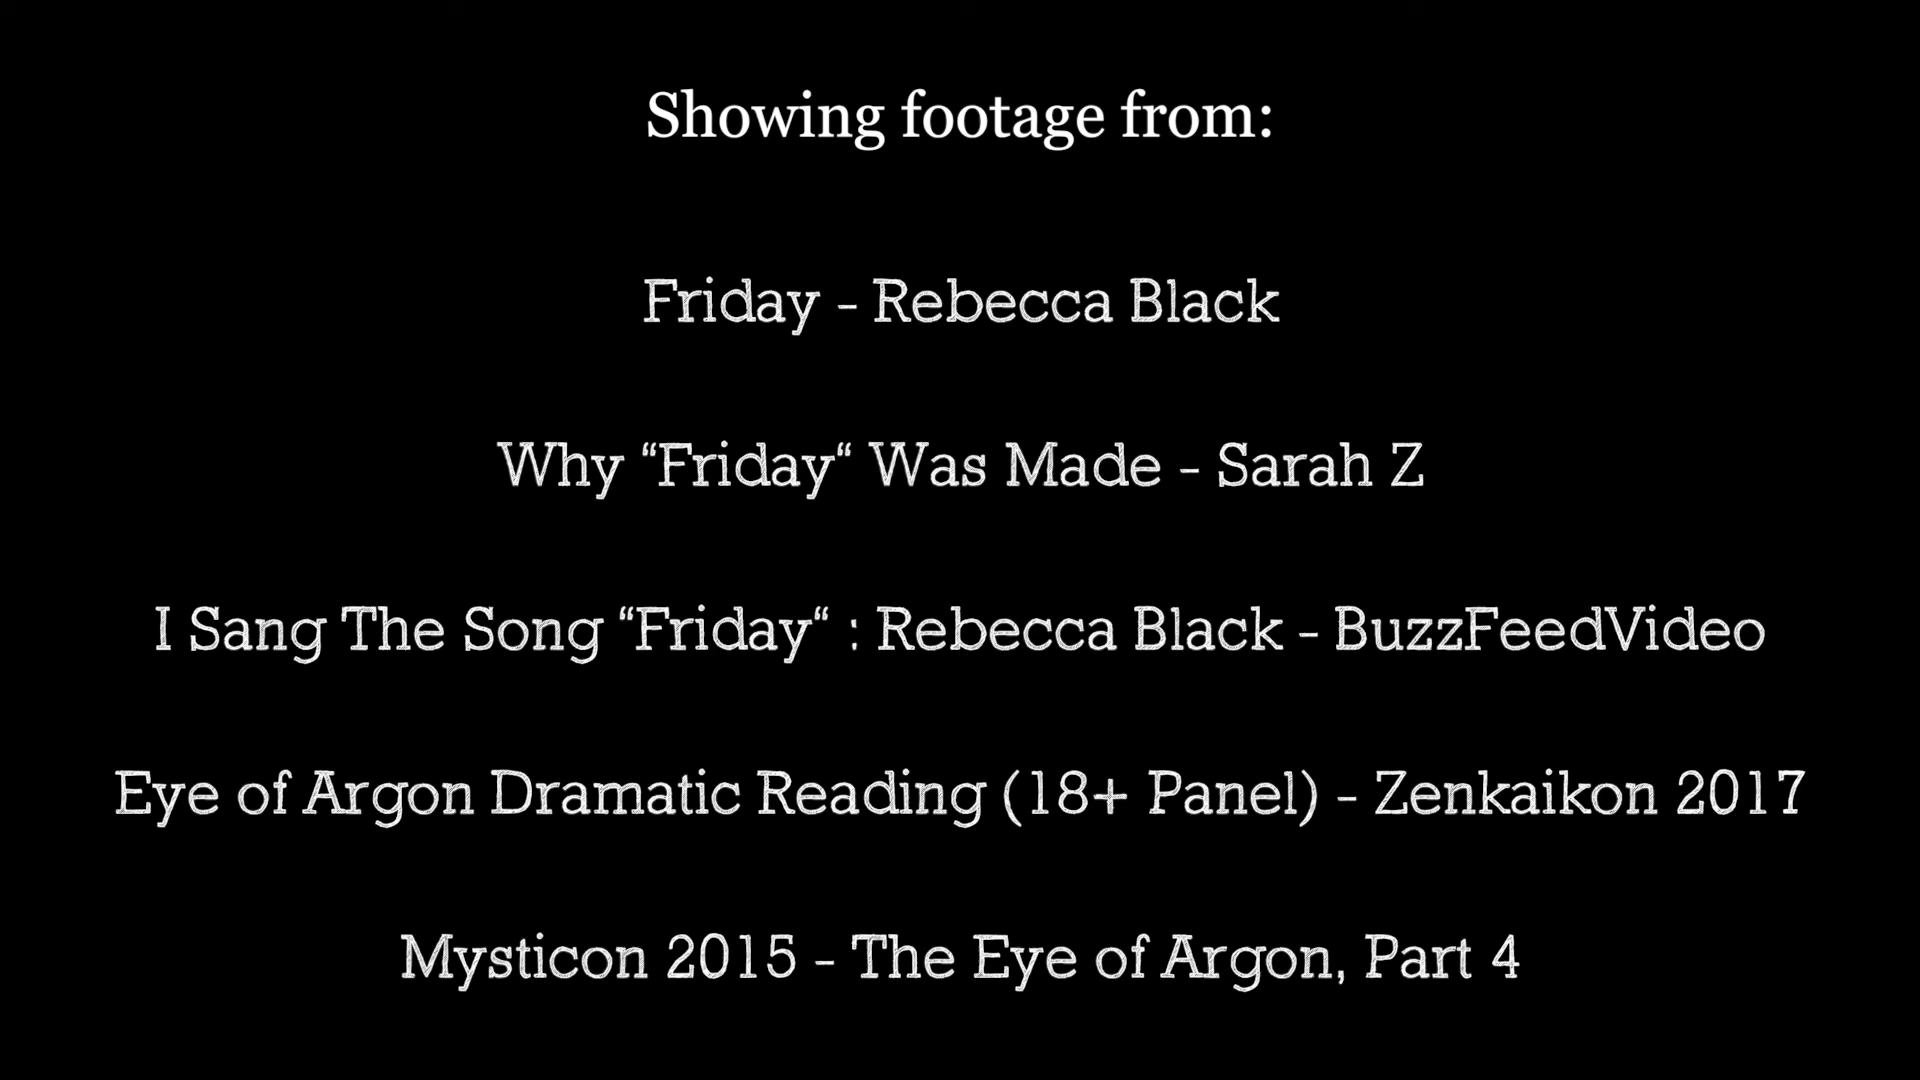 Showing footage from:
Friday - Rebecca Black
Why “Friday“ Was Made - Sarah Z
I Sang The Song “Friday“ : Rebecca Black - BuzzFeedVideo
Eye of Argon Dramatic Reading (18+ Panel) - Zenkaikon 2017
Mysticon 2015 - The Eye of Argon, Part 4